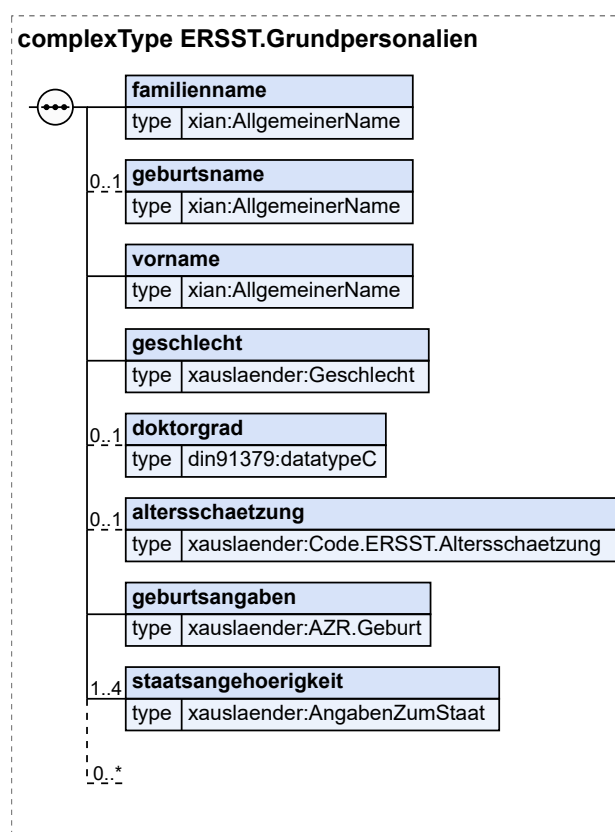 complexType ERSST.Grundpersonalien
familienname
type xian:AllgemeinerName
0..1 geburtsname
type xian:AllgemeinerName
vorname
type xian:AllgemeinerName
geschlecht
type xauslaender:Geschlecht
0..1 doktorgrad
type din91379:datatypeC
0..1 altersschaetzung
type xauslaender:Code.ERSST.Altersschaetzung
geburtsangaben
type xauslaender:AZR.Geburt
1..4 staatsangehoerigkeit
type xauslaender:AngabenZumStaat
0..*